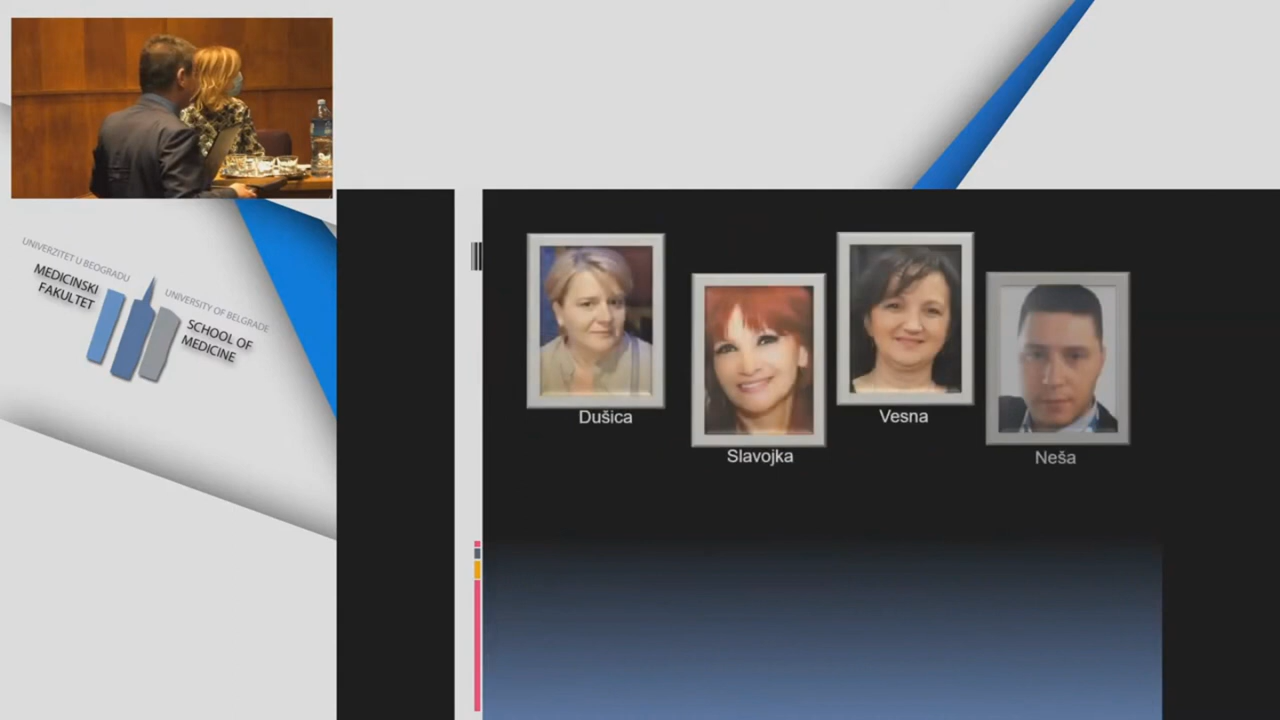 UNIVERZITET U BEOGRADU
MEDICINSKI
FAKULTET
UNIVERSITY OF BELGRADE
SCHOOL OF
MEDICINE
Dušica
Slavojka
Vesna
Neša